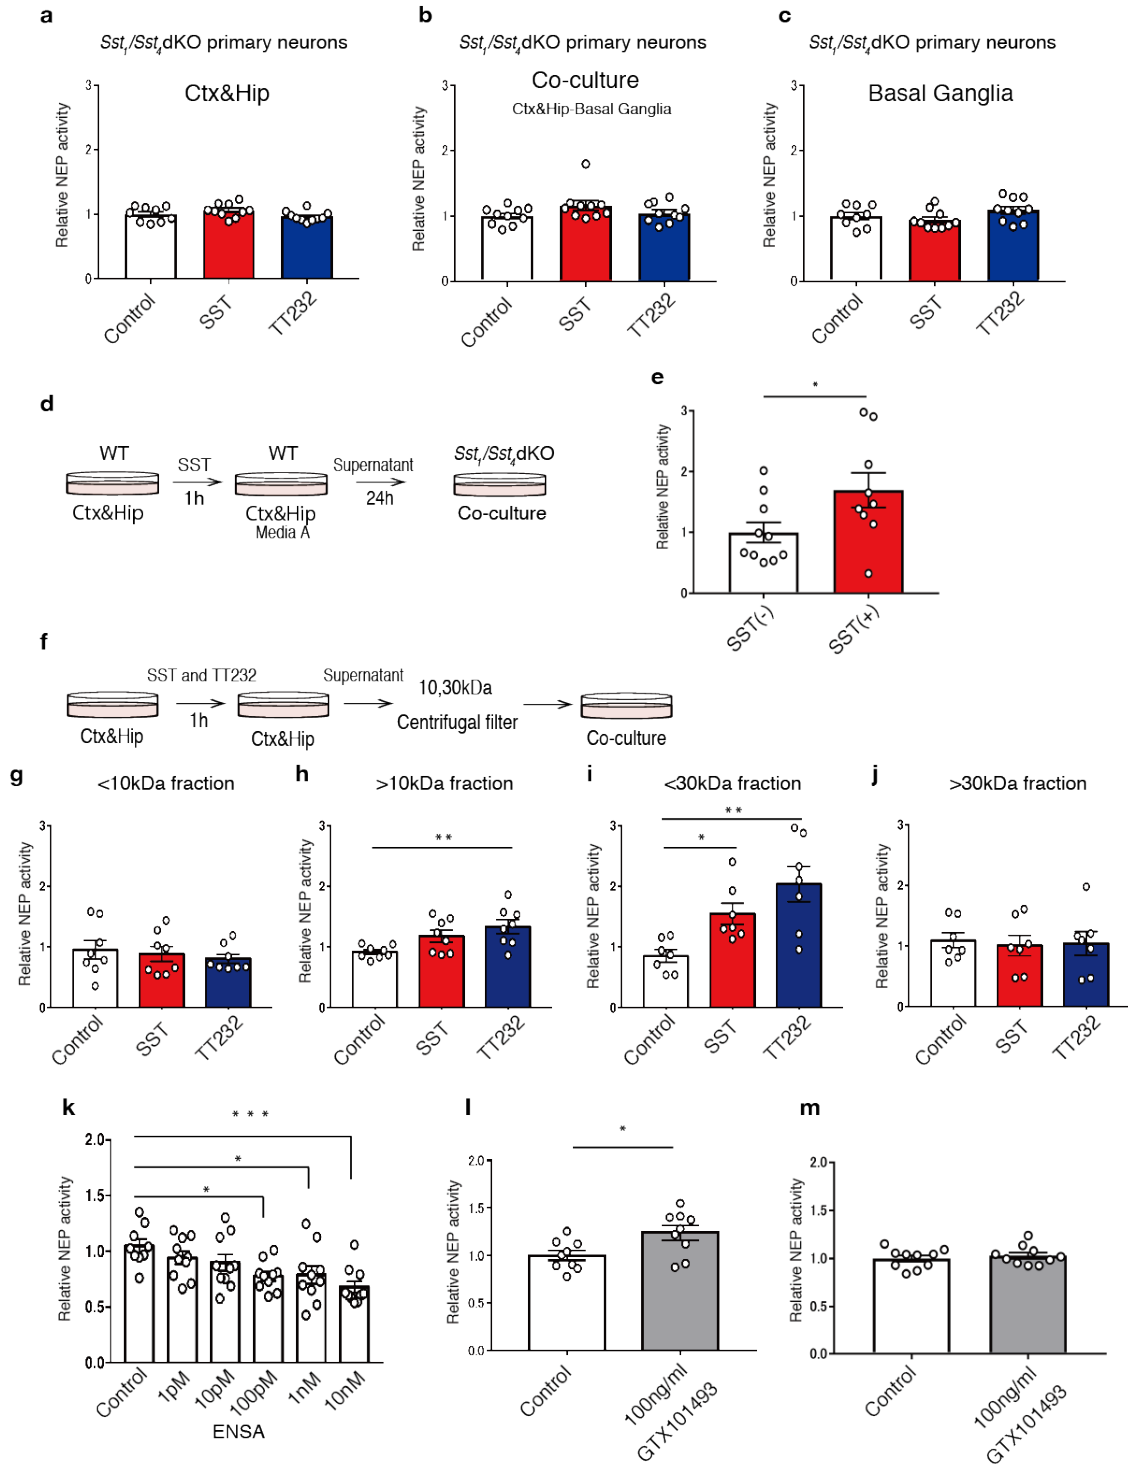 a
Sst1/Sst4dKO primary neurons
Ctx&Hip
Relative NEP activity
3
2
1
0
Control
SST
TT232
b
Sst1/Sst4dKO primary neurons
Co-culture
Ctx&Hip-Basal Ganglia
Relative NEP activity
3
2
1
0
Control
SST
TT232
c
Sst1/Sst4dKO primary neurons
Basal Ganglia
Relative NEP activity
3
2
1
0
Control
SST
TT232
d
WT
Ctx&Hip
SST
1h
WT
Ctx&Hip
Media A
Supernatant
24h
Sst1/Sst4dKO
Co-culture
e
*
Relative NEP activity
3
2
1
0
SST(-)
SST(+)
f
Ctx&Hip
SST and TT232
1h
Ctx&Hip
Supernatant
10,30kDa
Centrifugal filter
Co-culture
g
<10kDa fraction
Relative NEP activity
3
2
1
0
Control
SST
TT232
h
>10kDa fraction
**
Relative NEP activity
3
2
1
0
Control
SST
TT232
i
<30kDa fraction
**
*
Relative NEP activity
3
2
1
0
Control
SST
TT232
j
>30kDa fraction
Relative NEP activity
3
2
1
0
Control
SST
TT232
k
***
*
*
Relative NEP activity
2.0
1.5
1.0
0.5
0.0
Control
1pM
10pM
100pM
1nM
10nM
ENSA
l
*
Relative NEP activity
2.0
1.5
1.0
0.5
0.0
Control
100ng/ml
GTX101493
m
Relative NEP activity
2.0
1.5
1.0
0.5
0.0
Control
100ng/ml
GTX101493